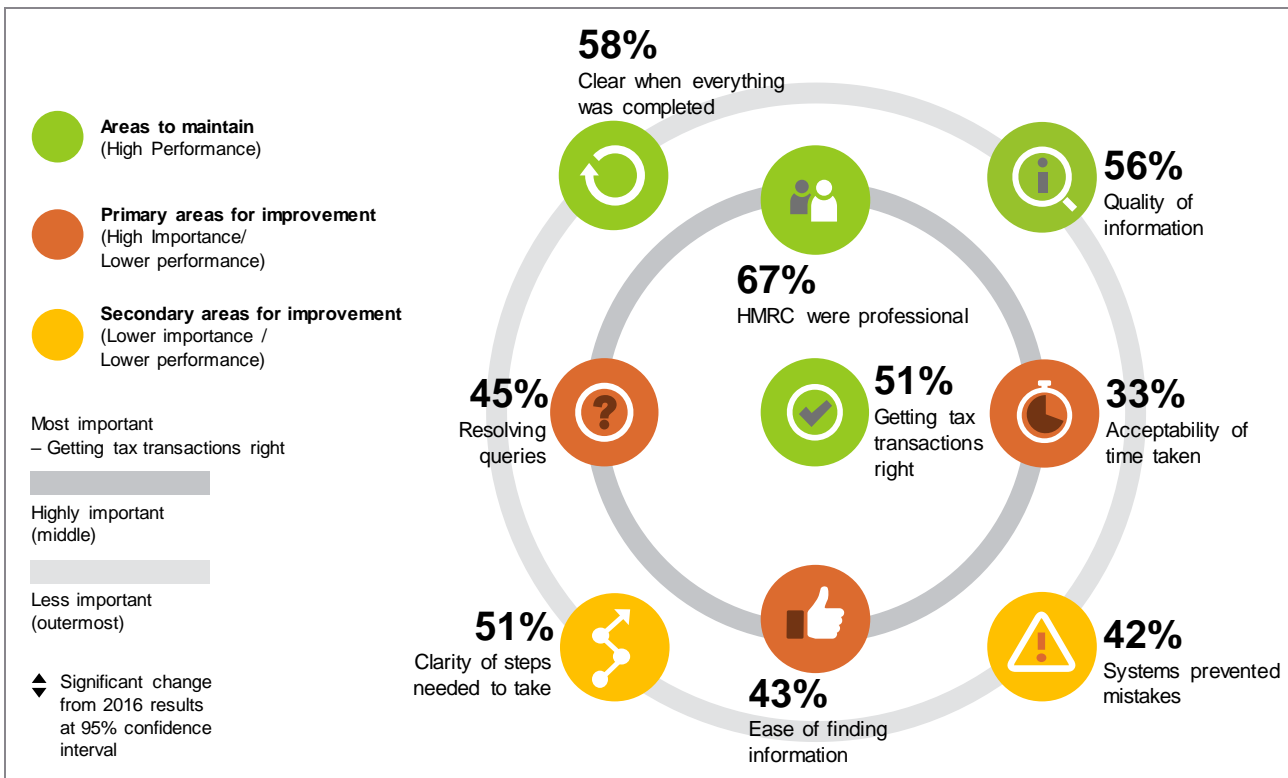 Areas to maintain
(High Performance)
Primary areas for improvement
(High Importance/
Lower performance)
Secondary areas for improvement
(Lower importance /
Lower performance)
Most important
– Getting tax transactions right
Highly important
(middle)
Less important
(outermost)
Significant change
from 2016 results
at 95% confidence
interval
58%
Clear when everything
was completed
56%
Quality of
information
67%
HMRC were professional
45%
Resolving
queries
51%
Getting tax
transactions
right
33%
Acceptability of
time taken
51%
Clarity of steps
needed to take
43%
Ease of finding
information
42%
Systems prevented
mistakes